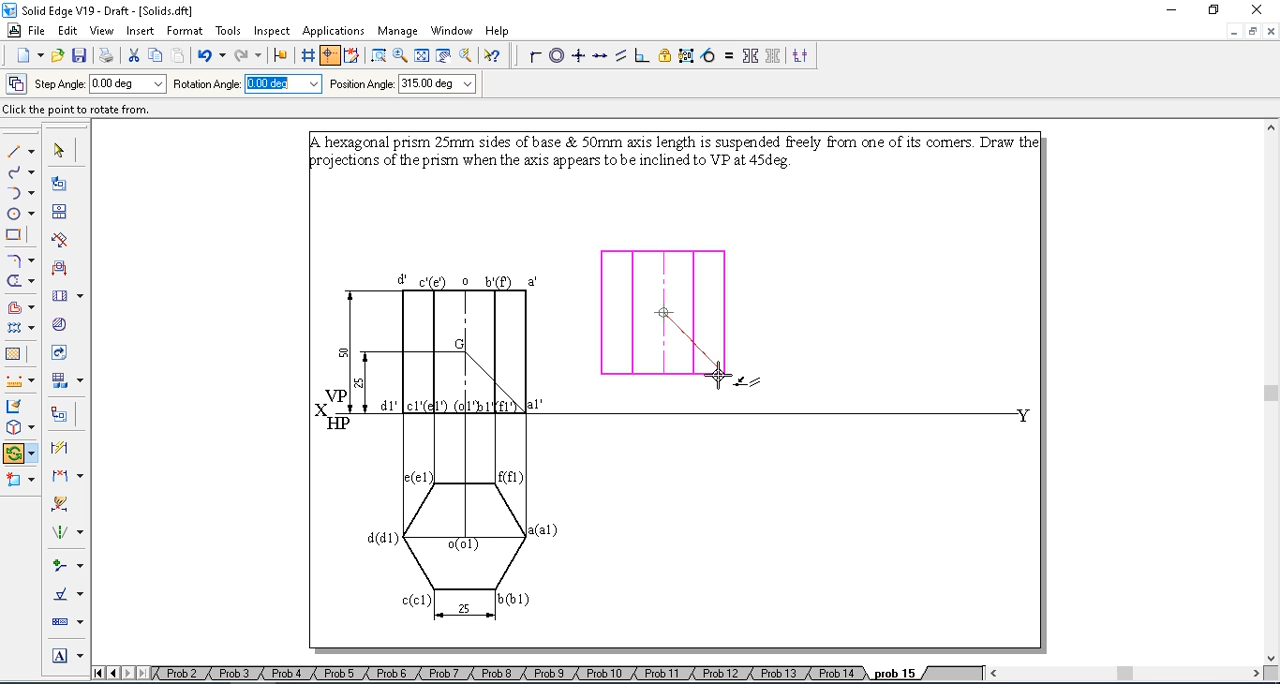 Solid Edge V19 - Draft - [Solids.dft]
File Edit View Insert Format Tools Inspect Applications Manage Window Help
Step Angle: 0.00 deg Rotation Angle: 0.00 deg Position Angle: 315.00 deg
Click the point to rotate from.
A hexagonal prism 25mm sides of base & 50mm axis length is suspended freely from one of its corners. Draw the
projections of the prism when the axis appears to be inclined to VP at 45deg.
d' c'(e') o b'(f') a'
G
50
25
VP
X
HP
d1' c1'(e1') (o1') b1'(f1') a1'
Y
e(e1) f(f1)
d(d1) o(o1) a(a1)
c(c1) 25 b(b1)
A
Prob 2 Prob 3 Prob 4 Prob 5 Prob 6 Prob 7 Prob 8 Prob 9 Prob 10 Prob 11 Prob 12 Prob 13 Prob 14 prob 15